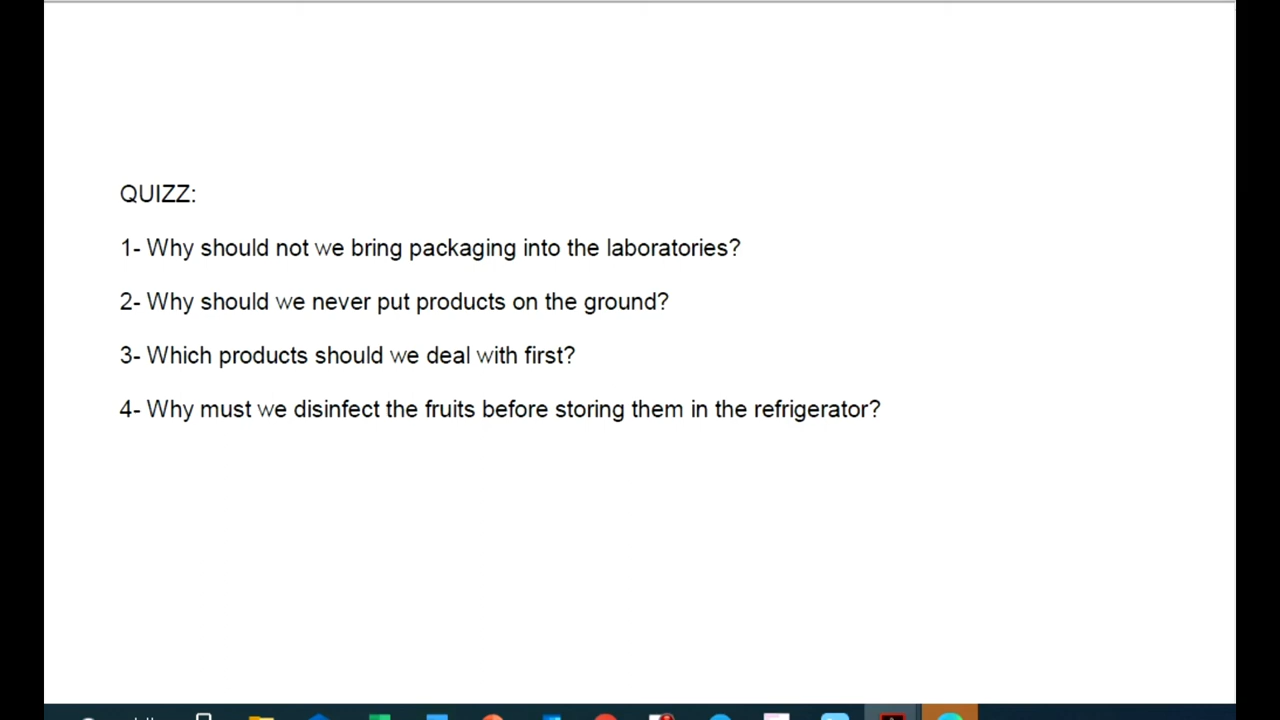 QUIZZ:
1- Why should not we bring packaging into the laboratories?
2- Why should we never put products on the ground?
3- Which products should we deal with first?
4- Why must we disinfect the fruits before storing them in the refrigerator?